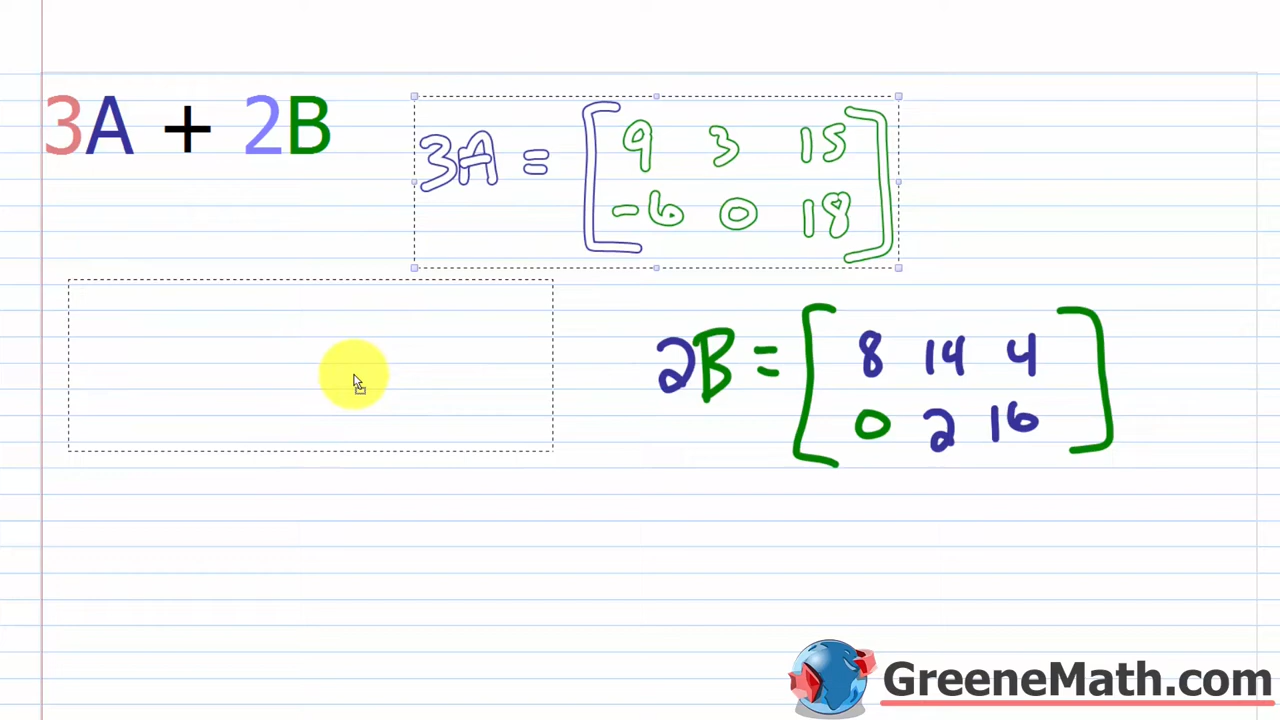 3A + 2B
3A = [ 9 3 15
-6 0 18 ]
2B = [ 8 14 4
0 2 16 ]
GreeneMath.com